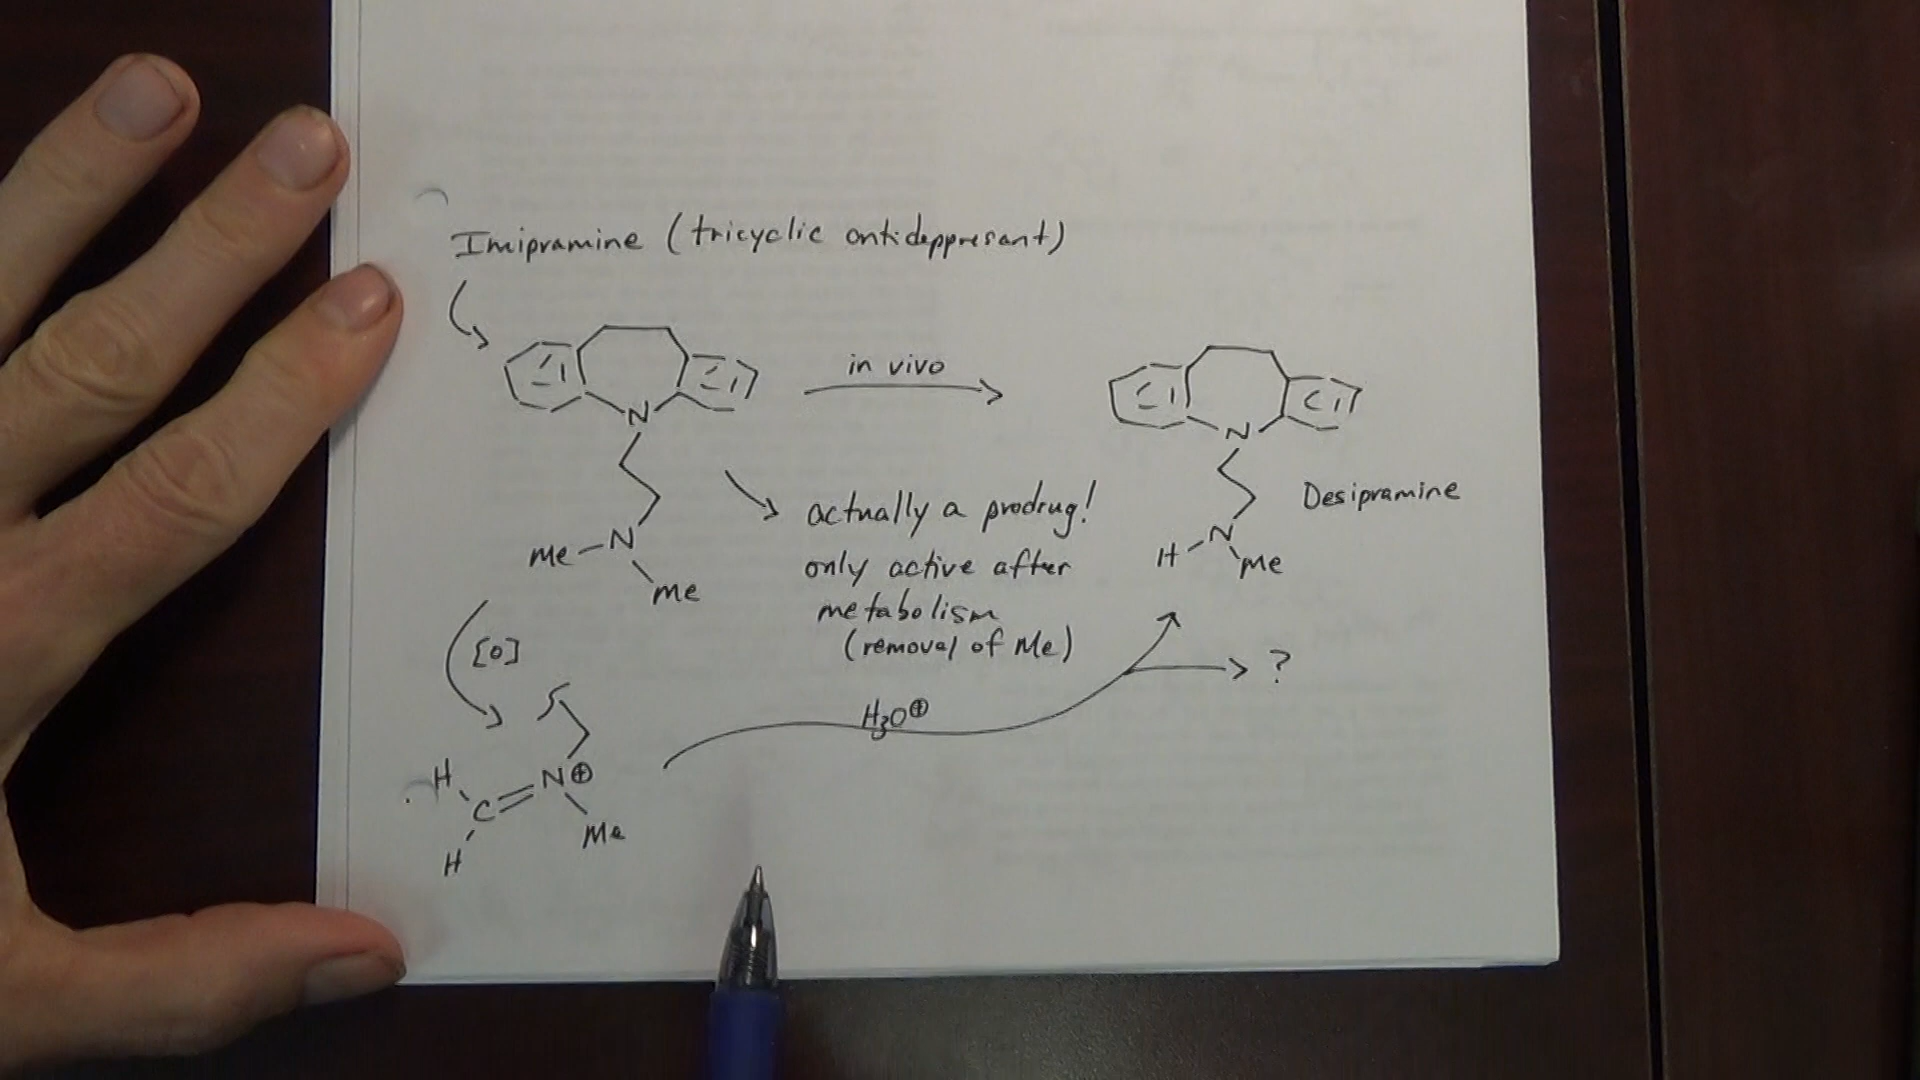 Imipramine (tricyclic antideppresant)
in vivo
N
N
Me N
Me
actually a prodrug!
only active after
metabolism
(removal of Me)
Desipramine
H N
Me
[O]
?
H3O⊕
H
C N⊕
H
Me